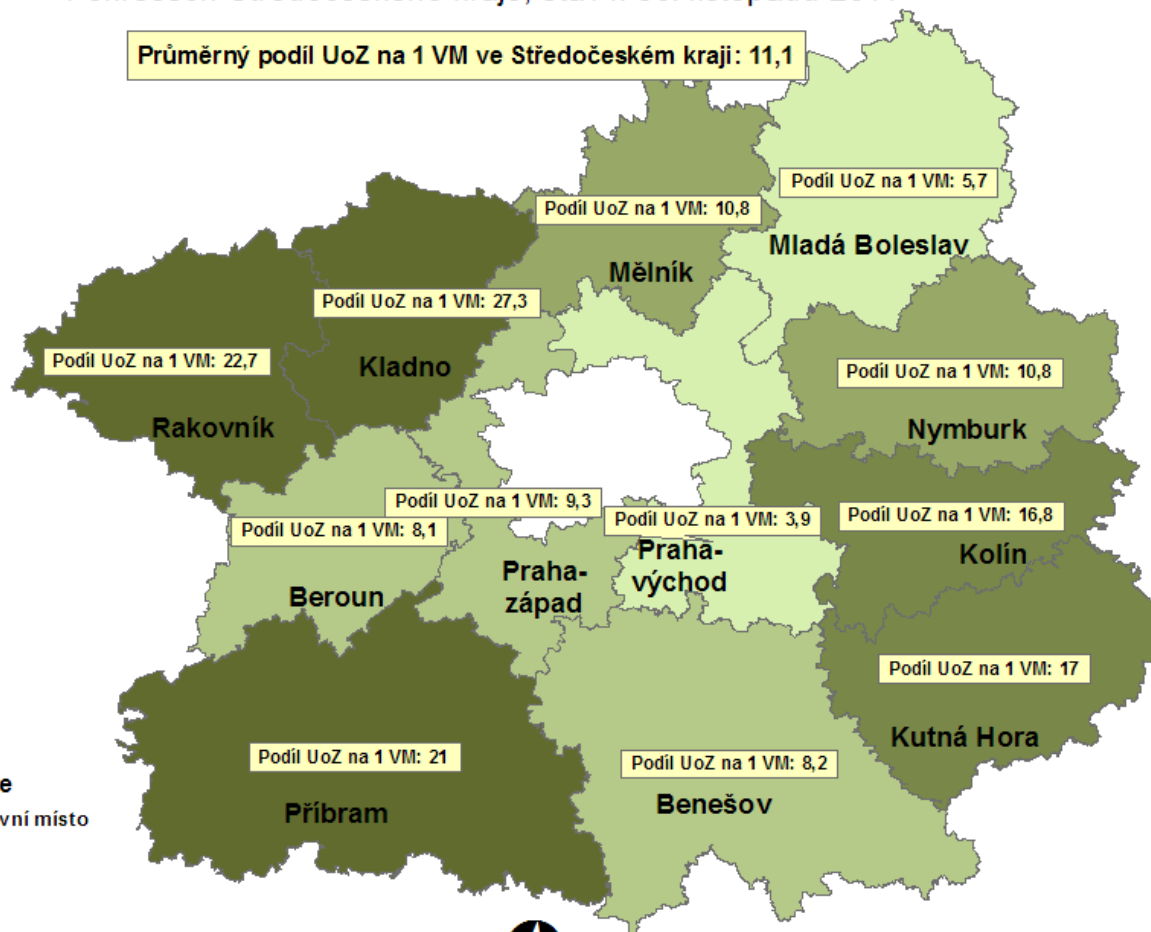 Průměrný podíl UoZ na 1 VM ve Středočeském kraji: 11,1
Podíl UoZ na 1 VM: 5,7
Mladá Boleslav
Podíl UoZ na 1 VM: 10,8
Mělník
Podíl UoZ na 1 VM: 27,3
Kladno
Podíl UoZ na 1 VM: 22,7
Rakovník
Podíl UoZ na 1 VM: 10,8
Nymburk
Podíl UoZ na 1 VM: 9,3
Praha-
západ
Podíl UoZ na 1 VM: 3,9
Praha-
východ
Podíl UoZ na 1 VM: 16,8
Kolín
Podíl UoZ na 1 VM: 8,1
Beroun
Podíl UoZ na 1 VM: 17
Kutná Hora
Podíl UoZ na 1 VM: 21
Příbram
Podíl UoZ na 1 VM: 8,2
Benešov
e
vní místo